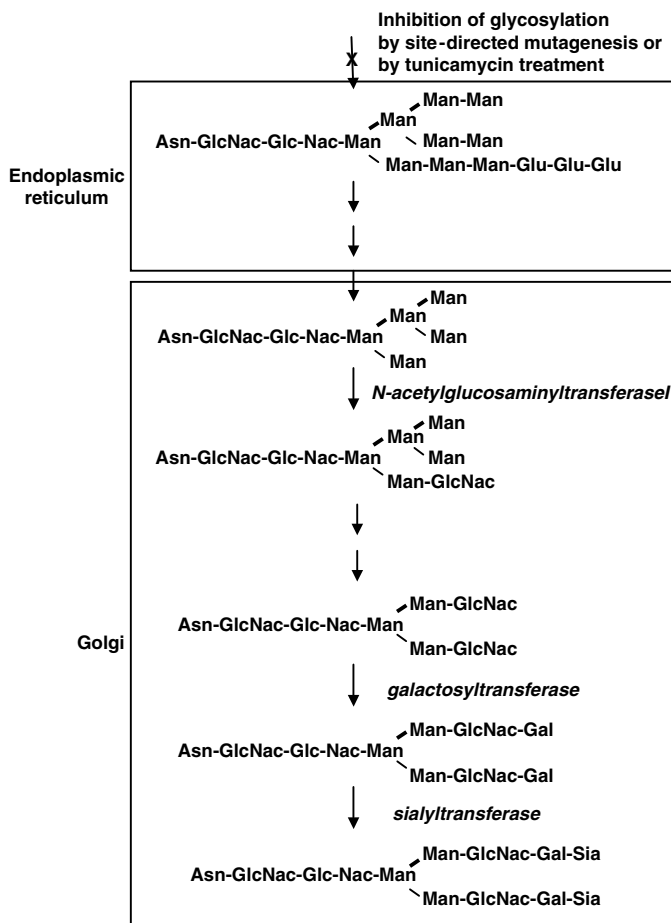 Inhibition of glycosylation
by site-directed mutagenesis or
by tunicamycin treatment
X
Endoplasmic
reticulum
Man-Man
Man
Asn-GlcNac-Glc-Nac-Man
Man-Man
Man-Man-Man-Glu-Glu-Glu
Golgi
Man
Man
Asn-GlcNac-Glc-Nac-Man
Man
Man
N-acetylglucosaminyltransferaseI
Man
Man
Asn-GlcNac-Glc-Nac-Man
Man
Man-GlcNac
Man-GlcNac
Asn-GlcNac-Glc-Nac-Man
Man-GlcNac
galactosyltransferase
Man-GlcNac-Gal
Asn-GlcNac-Glc-Nac-Man
Man-GlcNac-Gal
sialyltransferase
Man-GlcNac-Gal-Sia
Asn-GlcNac-Glc-Nac-Man
Man-GlcNac-Gal-Sia